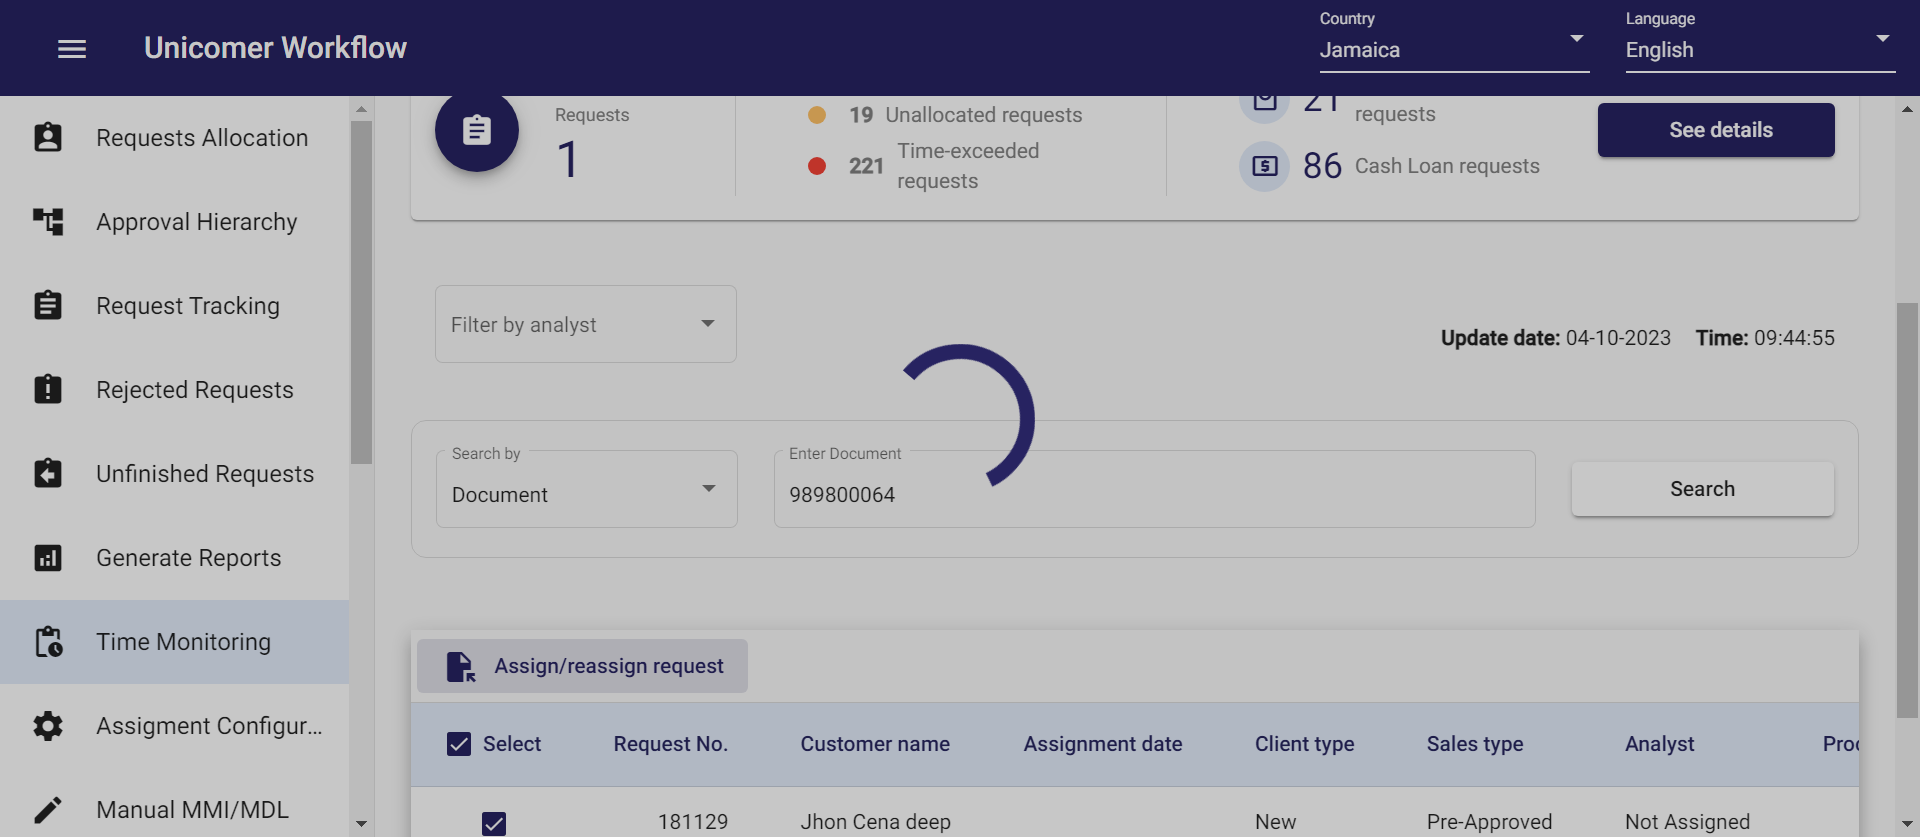 Unicomer Workflow
Country
Jamaica
Language
English
Requests Allocation
Approval Hierarchy
Request Tracking
Rejected Requests
Unfinished Requests
Generate Reports
Time Monitoring
Assigment Configur...
Manual MMI/MDL
Requests
1
19 Unallocated requests
221 Time-exceeded
requests
21
requests
86 Cash Loan requests
See details
Filter by analyst
Update date: 04-10-2023 Time: 09:44:55
Search by
Document
Enter Document
989800064
Search
Assign/reassign request
Select Request No. Customer name Assignment date Client type Sales type Analyst
181129 Jhon Cena deep New Pre-Approved Not Assigned